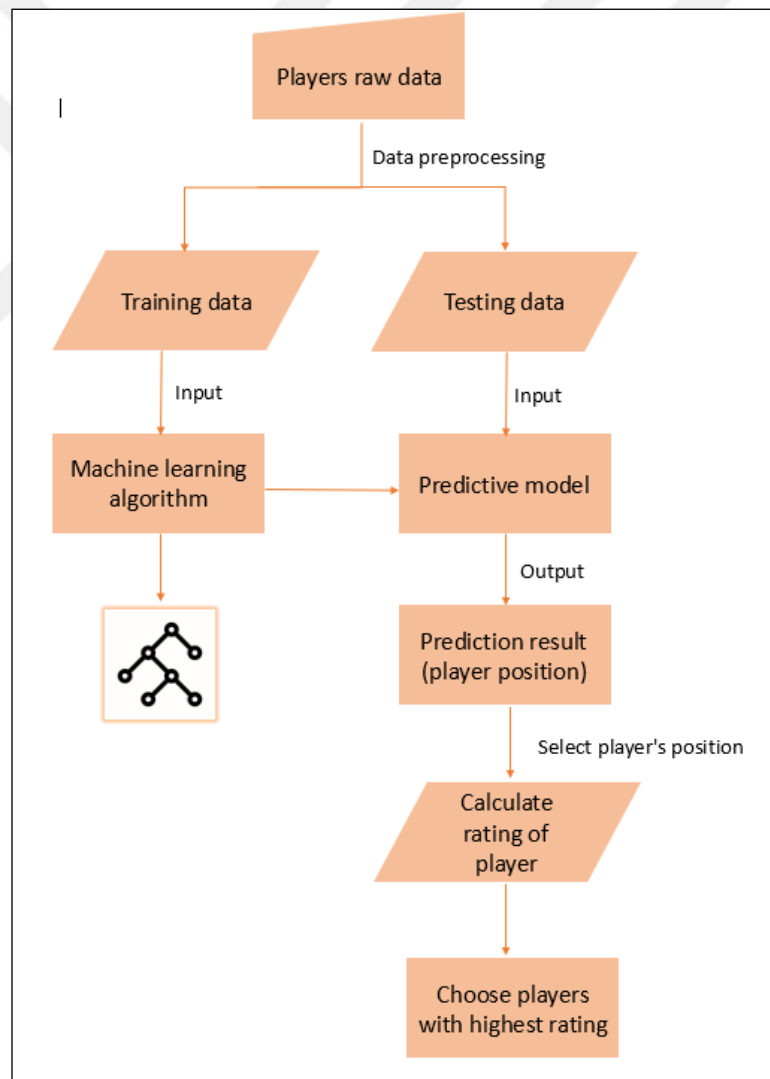 Players raw data
Data preprocessing
Training data
Testing data
Input
Input
Machine learning
algorithm
Predictive model
Output
Prediction result
(player position)
Select player's position
Calculate
rating of
player
Choose players
with highest rating